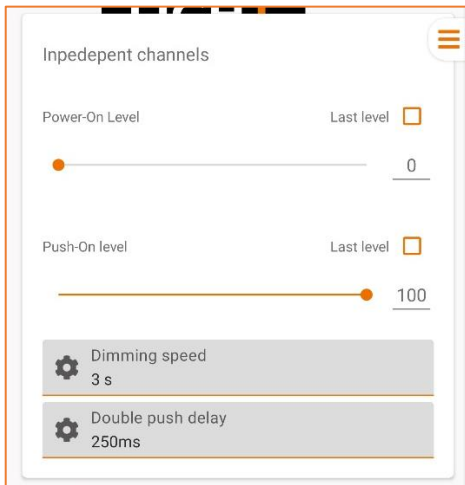 Inpedepent channels
Power-On Level Last level
0
Push-On level Last level
100
Dimming speed
3 s
Double push delay
250ms